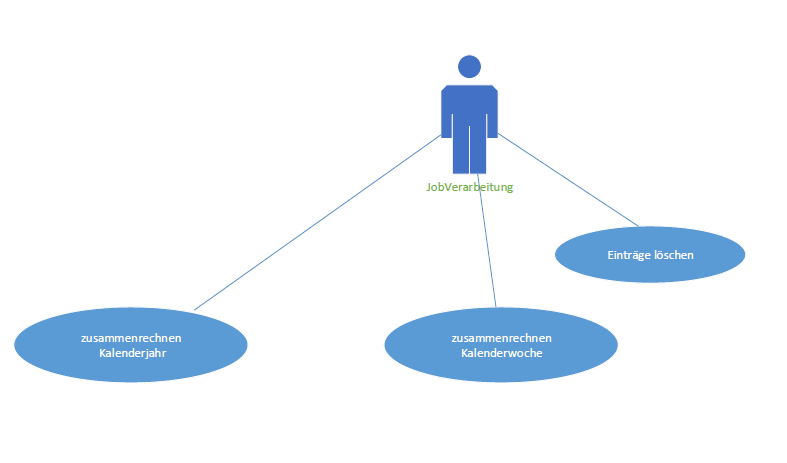 JobVerarbeitung
Einträge löschen
zusammenrechnen
Kalenderjahr
zusammenrechnen
Kalenderwoche